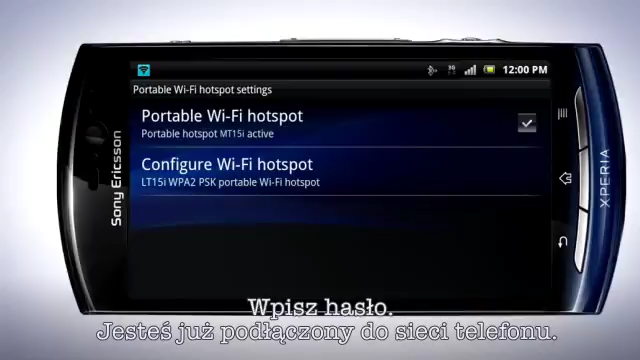 3G
12:00 PM
Portable Wi-Fi hotspot settings
Portable Wi-Fi hotspot
Portable hotspot MT15i active
Configure Wi-Fi hotspot
LT15i WPA2 PSK portable Wi-Fi hotspot
Sony Ericsson
XPERIA
Wpisz hasło.
Jesteś już podłączony do sieci telefonu.